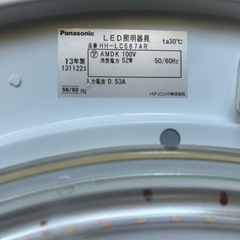 Panasonic
LED照明器具 ta30℃
品番 HH-LC567AR
AMDK 100V
13年製 消費電力 52W 50/60Hz
131122z
入力電流 0.53A
50/60 Hz
パナソニック株式会社